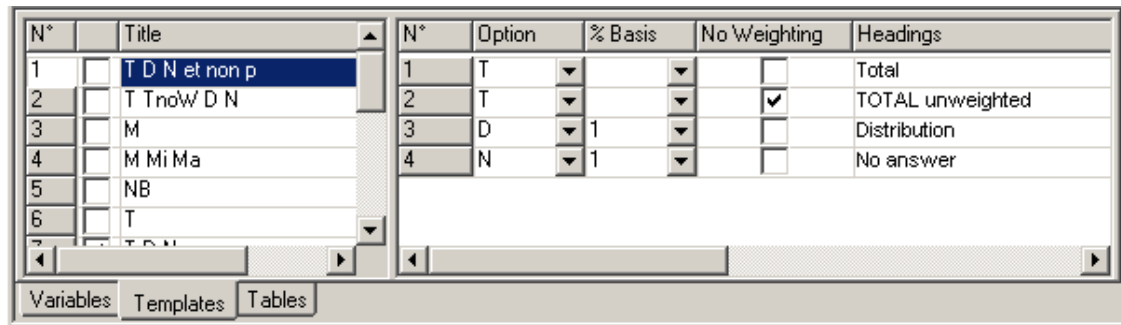 N° Title
1 T D N et non p
2 T TnoW D N
3 M
4 M Mi Ma
5 NB
6 T
N° Option % Basis No Weighting Headings
1 T Total
2 T TOTAL unweighted
3 D 1 Distribution
4 N 1 No answer
Variables Templates Tables